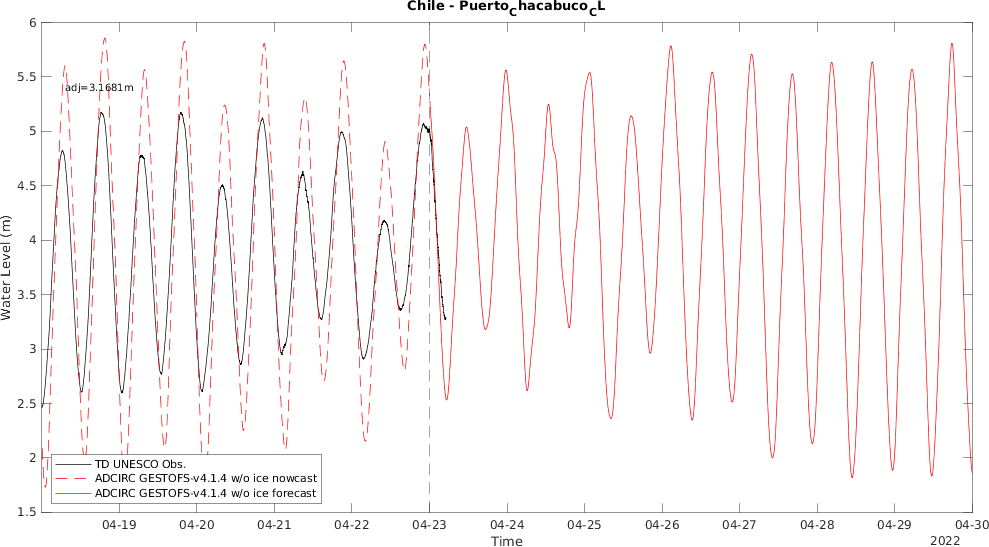 Chile - Puerto_Chacabuco_CL
6
5.5
5
4.5
4
3.5
3
2.5
2
1.5
Water Level (m)
adj=3.1681m
TD UNESCO Obs.
ADCIRC GESTOFS-v4.1.4 w/o ice nowcast
ADCIRC GESTOFS-v4.1.4 w/o ice forecast
04-19 04-20 04-21 04-22 04-23 04-24 04-25 04-26 04-27 04-28 04-29 04-30
Time
2022